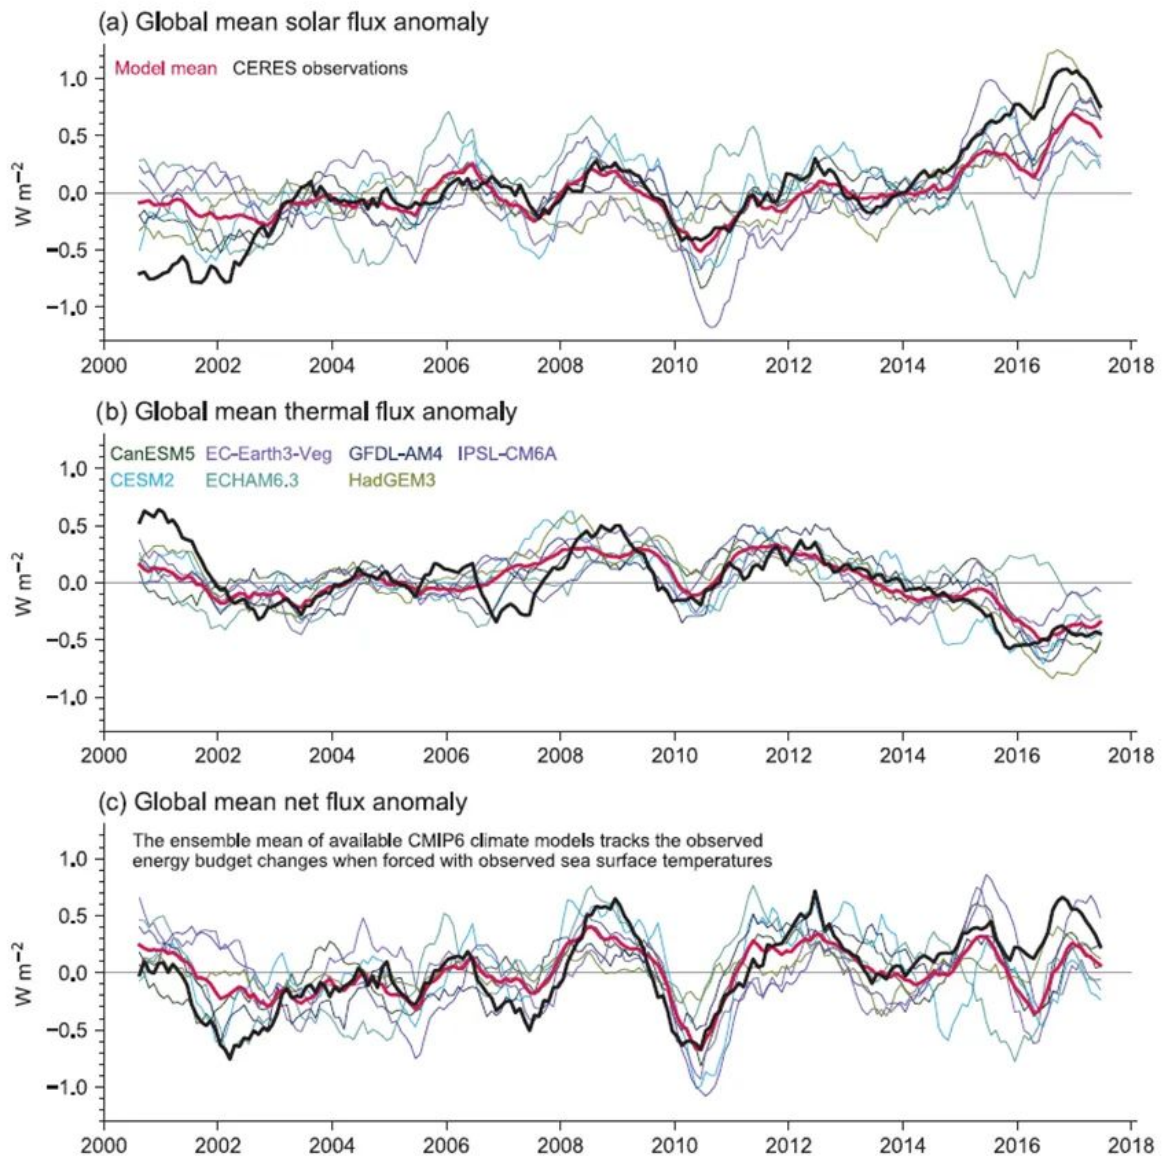 (a) Global mean solar flux anomaly
Model mean CERES observations
W m−2
1.0
0.5
0.0
−0.5
−1.0
2000 2002 2004 2006 2008 2010 2012 2014 2016 2018
(b) Global mean thermal flux anomaly
CanESM5 EC−Earth3−Veg GFDL−AM4 IPSL−CM6A
CESM2 ECHAM6.3 HadGEM3
W m−2
1.0
0.5
0.0
−0.5
−1.0
2000 2002 2004 2006 2008 2010 2012 2014 2016 2018
(c) Global mean net flux anomaly
The ensemble mean of available CMIP6 climate models tracks the observed
energy budget changes when forced with observed sea surface temperatures
W m−2
1.0
0.5
0.0
−0.5
−1.0
2000 2002 2004 2006 2008 2010 2012 2014 2016 2018